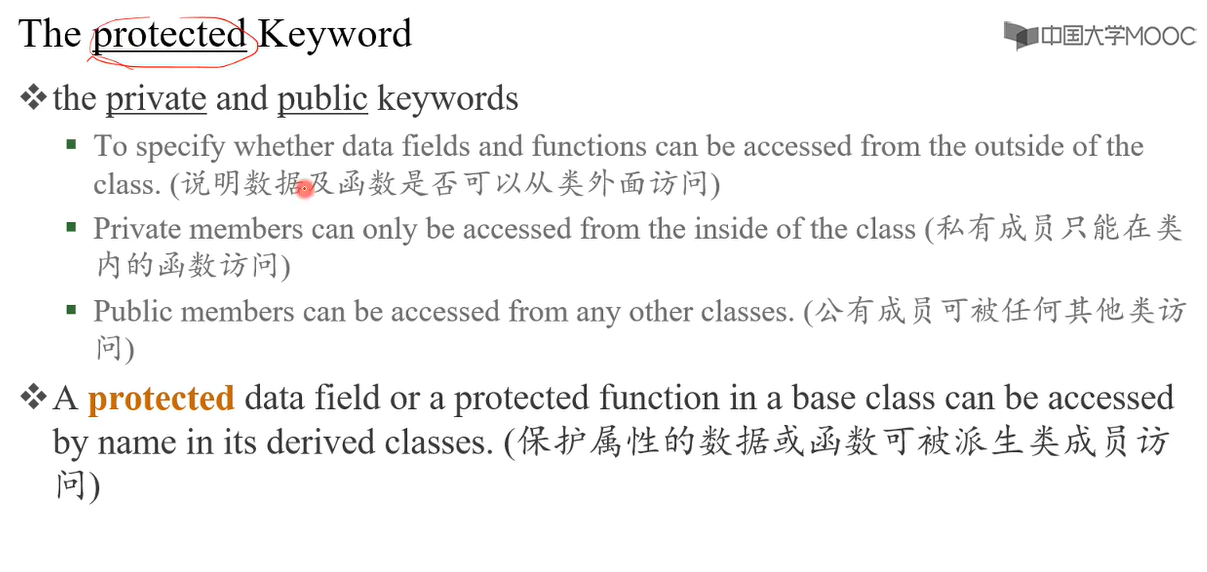 The protected Keyword
中国大学MOOC
❖the private and public keywords
▪ To specify whether data fields and functions can be accessed from the outside of the
class. (说明数据及函数是否可以从类外面访问)
▪ Private members can only be accessed from the inside of the class (私有成员只能在类
内的函数访问)
▪ Public members can be accessed from any other classes. (公有成员可被任何其他类访
问)
❖A protected data field or a protected function in a base class can be accessed
by name in its derived classes. (保护属性的数据或函数可被派生类成员访
问)